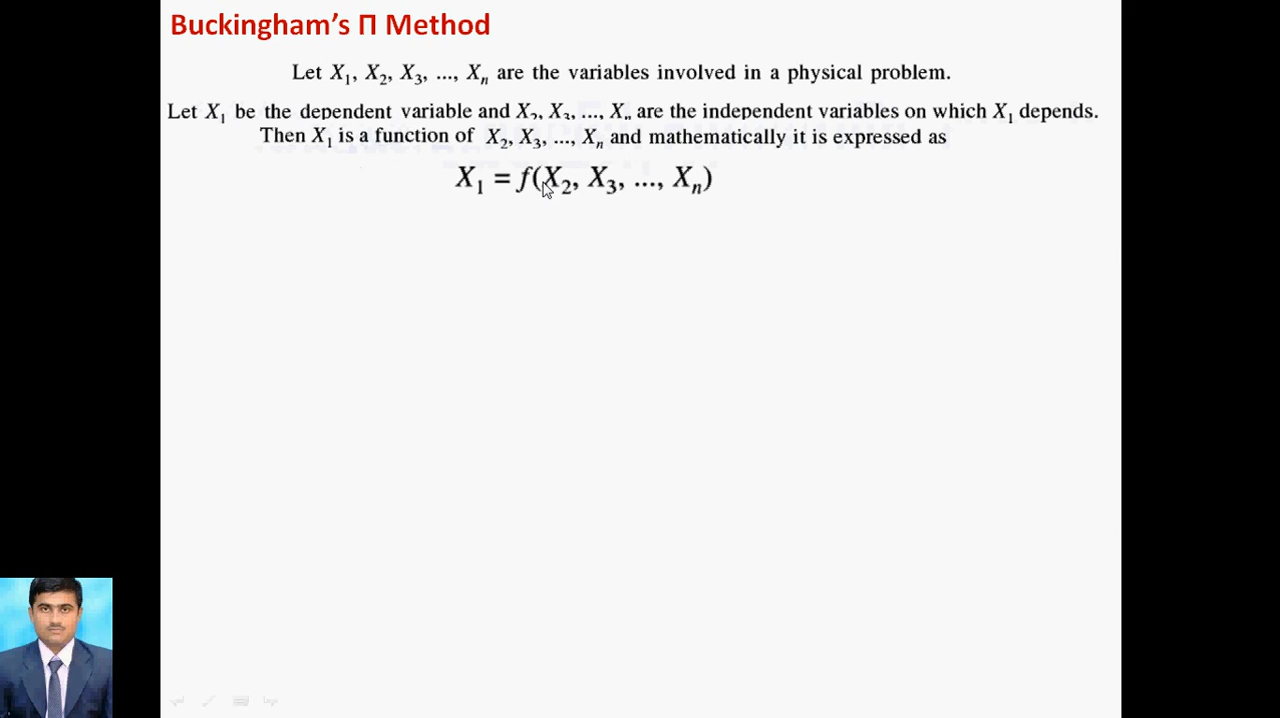 Buckingham's Π Method
Let X₁, X₂, X₃, ..., Xₙ are the variables involved in a physical problem.
Let X₁ be the dependent variable and X₂, X₃, ..., Xₙ are the independent variables on which X₁ depends.
Then X₁ is a function of X₂, X₃, ..., Xₙ and mathematically it is expressed as
X₁ = f(X₂, X₃, ..., Xₙ)